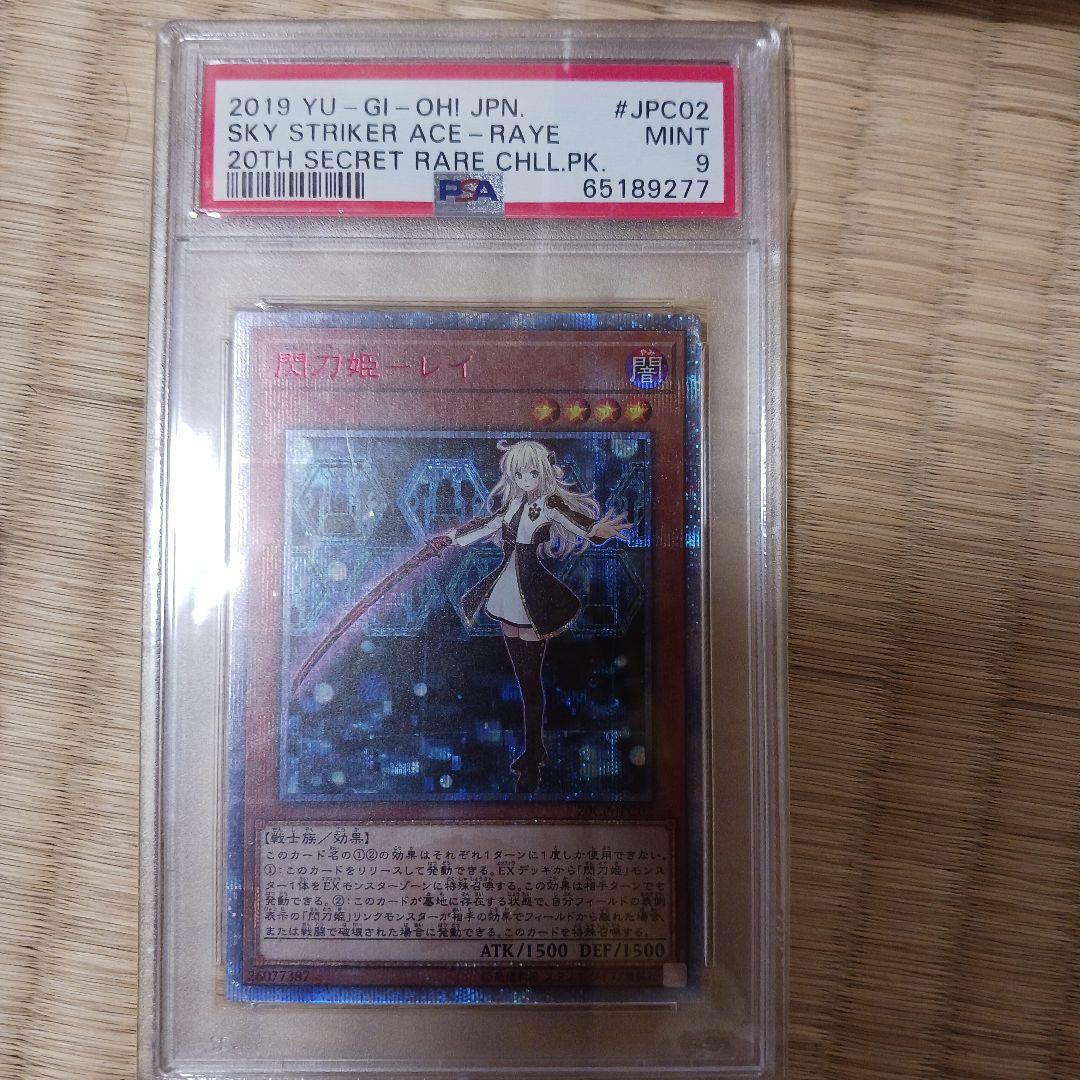 2019 YU-GI-OH! JPN. #JPC02
SKY STRIKER ACE-RAYE MINT
20TH SECRET RARE CHLL.PK. 9
PSA 65189277
閃刀姫-レイ
闇
【戦士族/効果】
このカード名の①②の効果はそれぞれ1ターンに1度しか使用できない。
①:このカードをリリースして発動できる。EXデッキから「閃刀姫」モンス
ター1体をEXモンスターゾーンに特殊召喚する。この効果は相手ターンでも
発動できる。②:このカードが墓地に存在する状態で、自分フィールドの表側
表示の「閃刀姫」リンクモンスターが相手の効果でフィールドから離れた場合、
または戦闘で破壊された場合に発動できる。このカードを特殊召喚する。
ATK/1500 DEF/1500
26077387